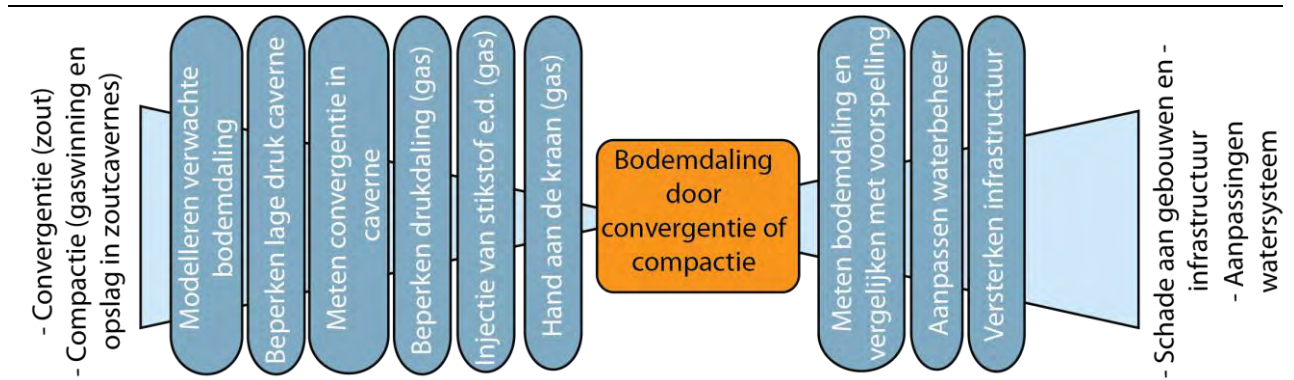 - Convergentie (zout)
- Compactie (gaswinning en
opslag in zoutcavernes)
Modelleren verwachte
bodemdaling
Beperken lage druk caverne
Meten convergentie in
caverne
Beperken drukdaling (gas)
Injectie van stikstof e.d. (gas)
Hand aan de kraan (gas)
Bodemdaling
door
convergentie of
compactie
Meten bodemdaling en
vergelijken met voorspelling
Aanpassen waterbeheer
Versterken infrastructuur
- Schade aan gebouwen en -
infrastructuur
- Aanpassingen
watersysteem